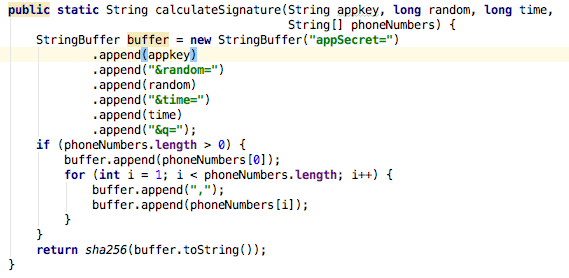 public static String calculateSignature(String appkey, long random, long time,
                                        String[] phoneNumbers) {
    StringBuffer buffer = new StringBuffer("appSecret=")
            .append(appkey)
            .append("&random=")
            .append(random)
            .append("&time=")
            .append(time)
            .append("&q=");
    if (phoneNumbers.length > 0) {
        buffer.append(phoneNumbers[0]);
        for (int i = 1; i < phoneNumbers.length; i++) {
            buffer.append(",");
            buffer.append(phoneNumbers[i]);
        }
    }
    return sha256(buffer.toString());
}